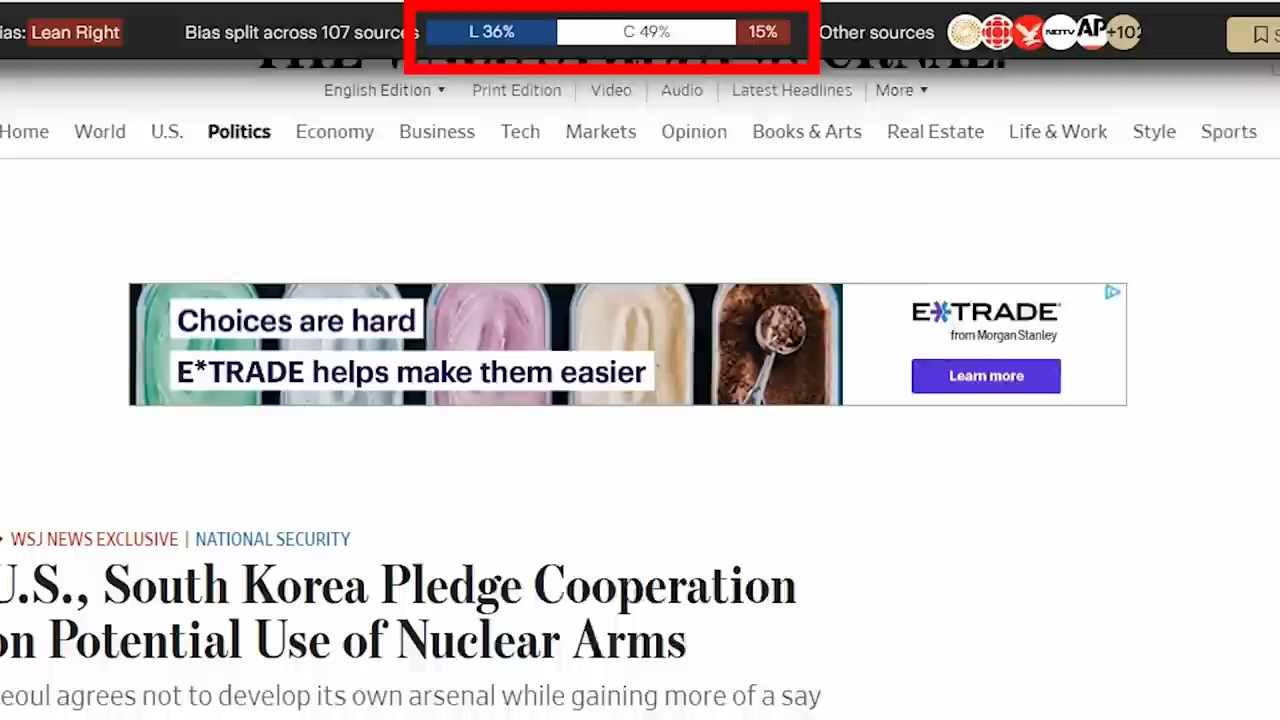 ias: Lean Right Bias split across 107 sources L 36% C 49% 15% Other sources NDTV AP +102
English Edition Print Edition Video Audio Latest Headlines More
Home World U.S. Politics Economy Business Tech Markets Opinion Books & Arts Real Estate Life & Work Style Sports
Choices are hard
E*TRADE helps make them easier
E*TRADE
from Morgan Stanley
Learn more
WSJ NEWS EXCLUSIVE | NATIONAL SECURITY
U.S., South Korea Pledge Cooperation
on Potential Use of Nuclear Arms
eoul agrees not to develop its own arsenal while gaining more of a say